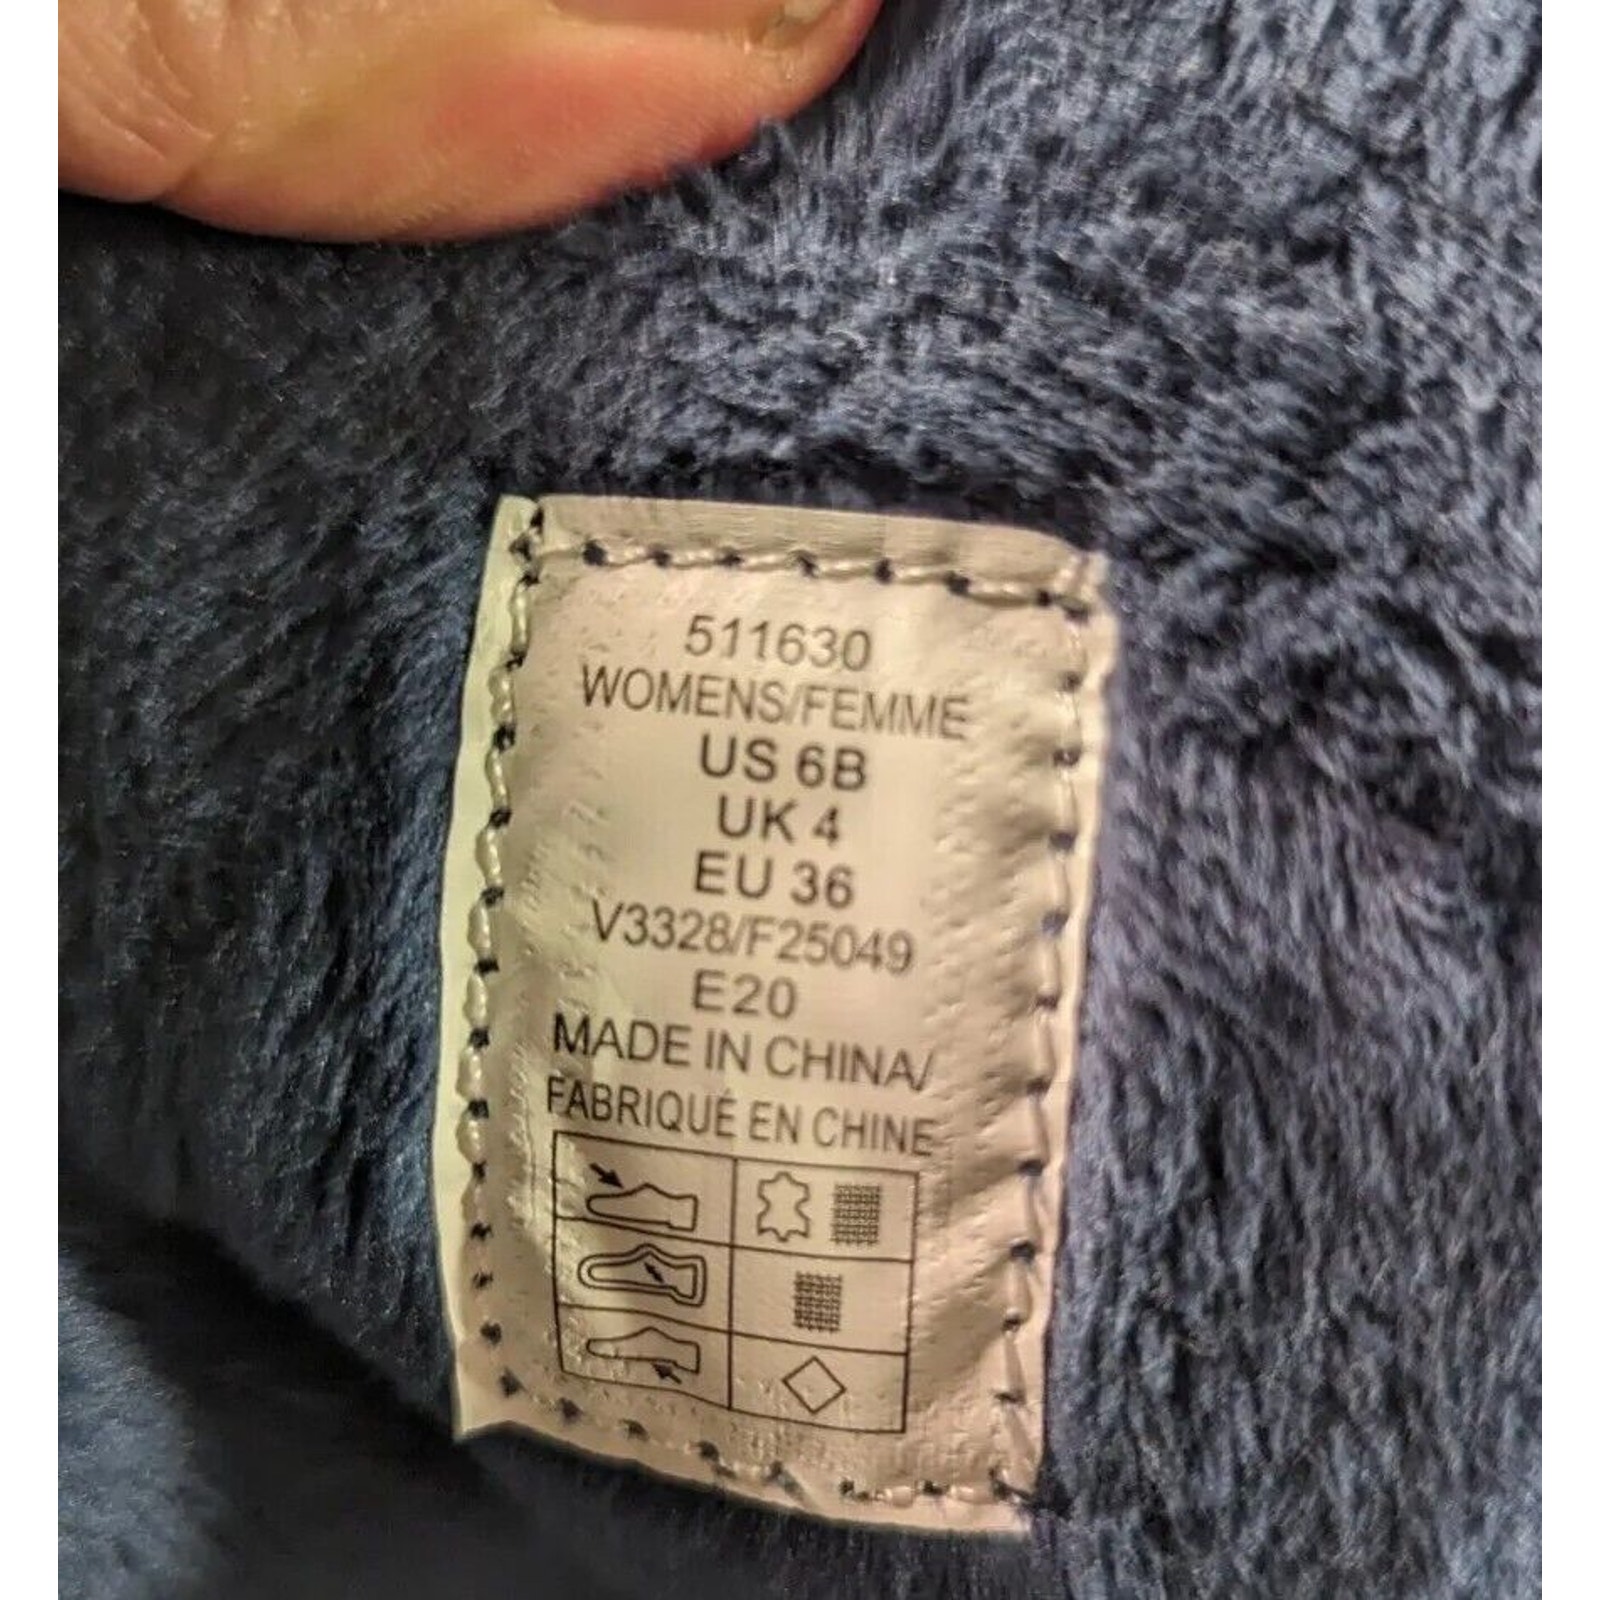 511630
WOMENS/FEMME
US 6B
UK 4
EU 36
V3328/F25049
E20
MADE IN CHINA/
FABRIQUÉ EN CHINE